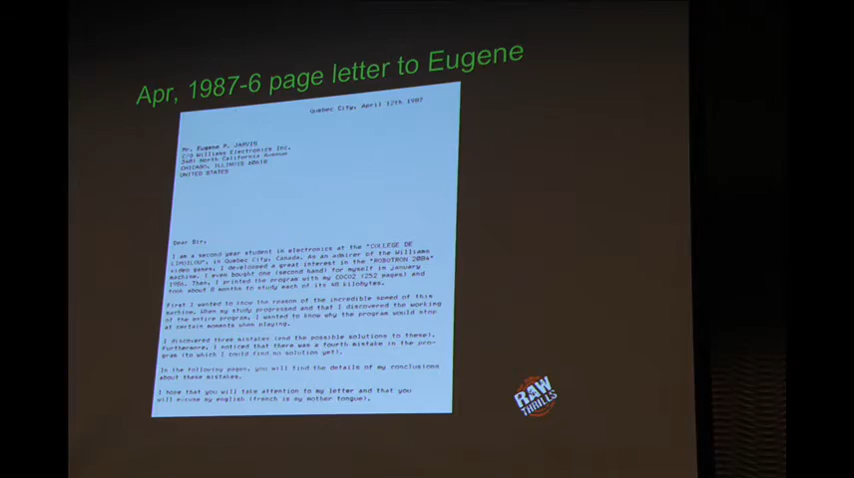 Apr, 1987-6 page letter to Eugene
Quebec City, April 12th 1987
Mr. Eugene P. JARVIS
C/O Williams Electronics Inc.
3401 North California Avenue
CHICAGO, ILLINOIS 60618
UNITED STATES
Dear Sir,
I am a second year student in electronics at the "COLLEGE DE
LIMOILOU", in Quebec City, Canada. As an admirer of the Williams
video games, I developed a great interest in the "ROBOTRON 2084"
machine. I even bought one (second hand) for myself in January
1986. Then, I printed the program with my COCO2 (252 pages) and
took about 8 months to study each of its 48 kilobytes.
First I wanted to know the reason of the incredible speed of this
machine. When my study progressed and that I discovered the working
of the entire program, I wanted to know why the program would stop
at certain moments when playing.
I discovered three mistakes (and the possible solutions to these).
Furthermore, I noticed that there was a fourth mistake in the pro-
gram (to which I could find no solution yet).
In the following pages, you will find the details of my conclusions
about these mistakes.
I hope that you will take attention to my letter and that you
will excuse my english (french is my mother tongue).
RAW
THRILLS